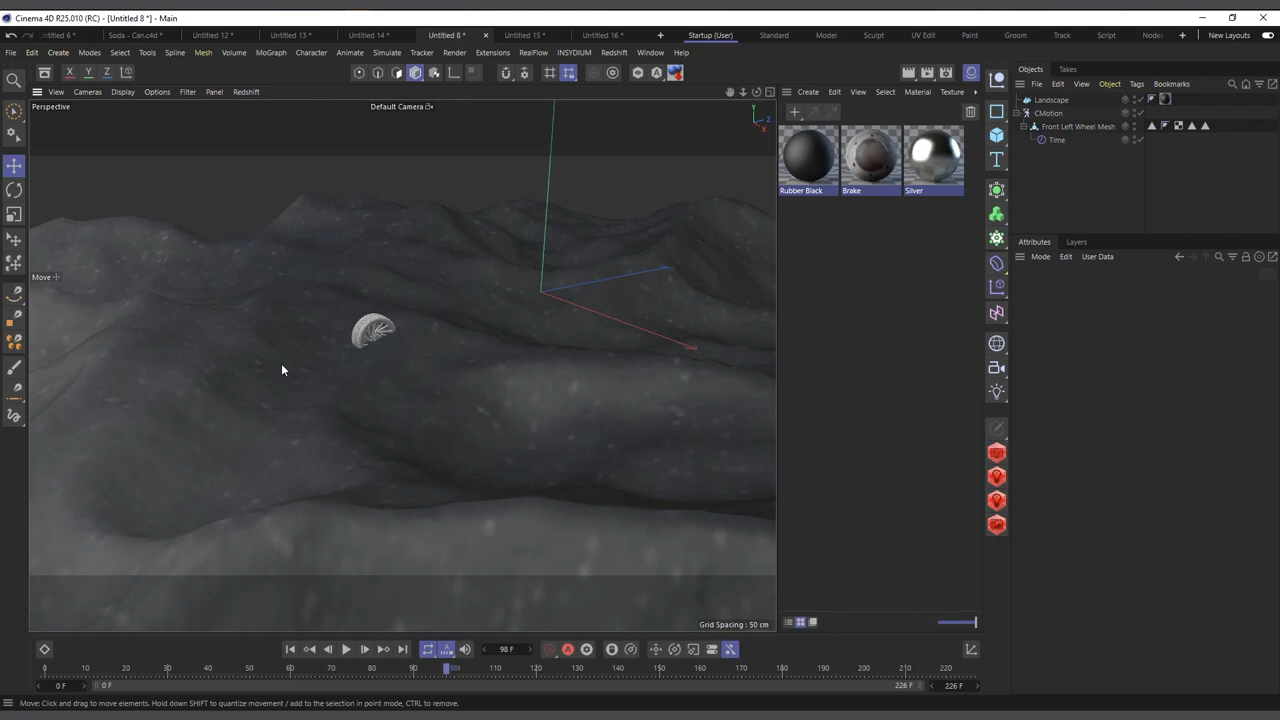 Cinema 4D R25.010 (RC) - [Untitled 8 *] - Main
Untitled 6 *
Soda - Can.c4d *
Untitled 12 *
Untitled 13 *
Untitled 14 *
Untitled 8 *
Untitled 15 *
Untitled 16 *
Startup (User)
Standard
Model
Sculpt
UV Edit
Paint
Groom
Track
Script
Nodes
New Layouts
File Edit Create Modes Select Tools Spline Mesh Volume MoGraph Character Animate Simulate Tracker Render Extensions RealFlow INSYDIUM Redshift Window Help
X Y Z
View Cameras Display Options Filter Panel Redshift
Create Edit View Select Material Texture
Perspective
Default Camera
Y
Z
X
Move
Grid Spacing : 50 cm
Rubber Black
Brake
Silver
Objects Takes
File Edit View Object Tags Bookmarks
Landscape
CMotion
Front Left Wheel Mesh
Time
Attributes Layers
Mode Edit User Data
98 F
0 10 20 30 40 50 60 70 80 90 98 110 120 130 140 150 160 170 180 190 200 210 220
0 F
0 F
226 F
226 F
Move: Click and drag to move elements. Hold down SHIFT to quantize movement / add to the selection in point mode, CTRL to remove.